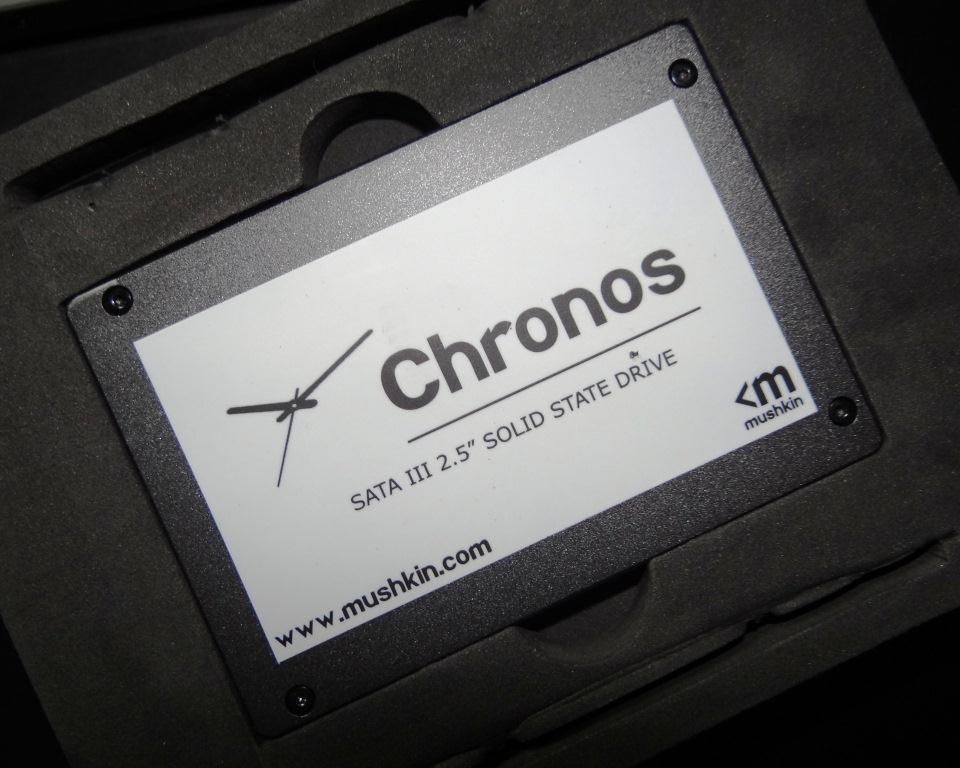 Chronos
SATA III 2.5" SOLID STATE DRIVE
<m
mushkin
www.mushkin.com